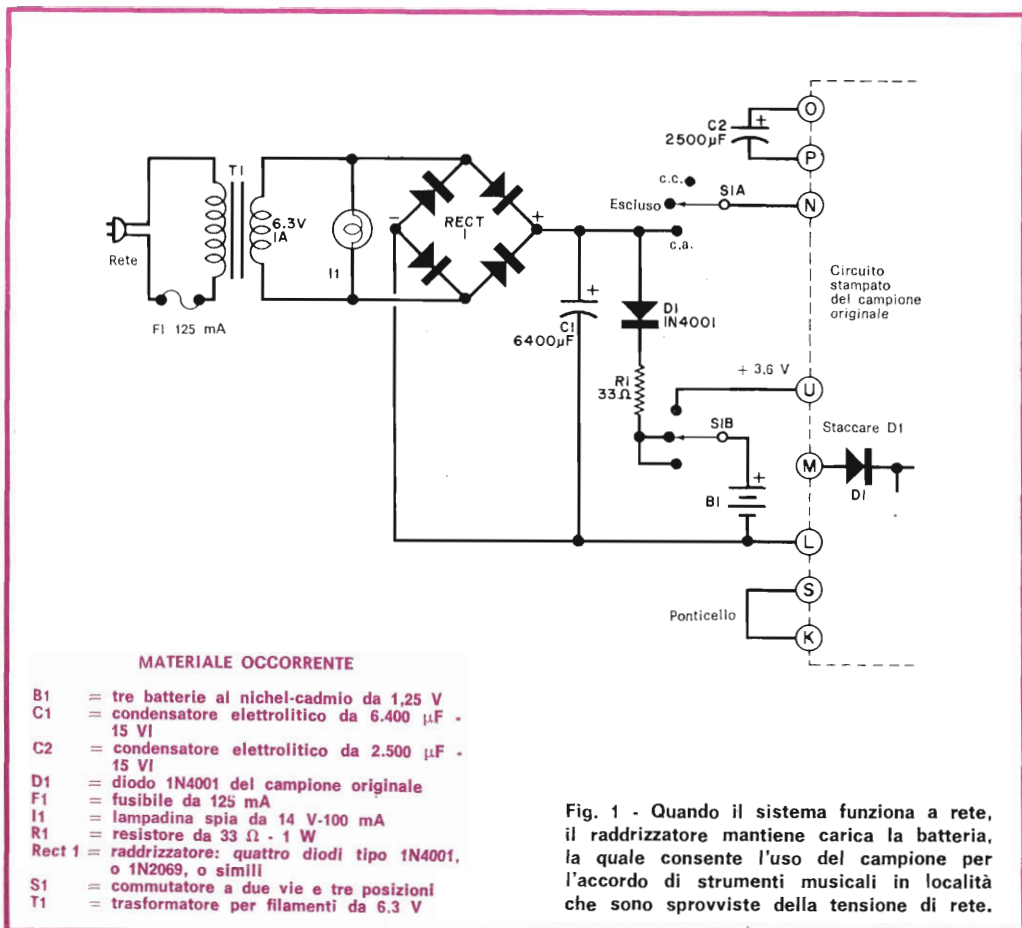 O
C2
2500µF
+
P
c.c.
S1A
N
Escluso
c.a.
T1
6.3V
1A
Rete
I1
F1 125 mA
−
RECT
1
+
+
C1
6400µF
D1
1N4001
R1
33Ω
Circuito
stampato
del campione
originale
+ 3,6 V
U
S1B
Staccare D1
+
B1
M
D1
L
S
Ponticello
K
MATERIALE OCCORRENTE
B1 = tre batterie al nichel-cadmio da 1,25 V
C1 = condensatore elettrolitico da 6.400 µF -
15 Vl
C2 = condensatore elettrolitico da 2.500 µF -
15 Vl
D1 = diodo 1N4001 del campione originale
F1 = fusibile da 125 mA
I1 = lampadina spia da 14 V-100 mA
R1 = resistore da 33 Ω - 1 W
Rect 1 = raddrizzatore: quattro diodi tipo 1N4001,
o 1N2069, o simili
S1 = commutatore a due vie e tre posizioni
T1 = trasformatore per filamenti da 6,3 V
Fig. 1 - Quando il sistema funziona a rete,
il raddrizzatore mantiene carica la batteria,
la quale consente l'uso del campione per
l'accordo di strumenti musicali in località
che sono sprovviste della tensione di rete.